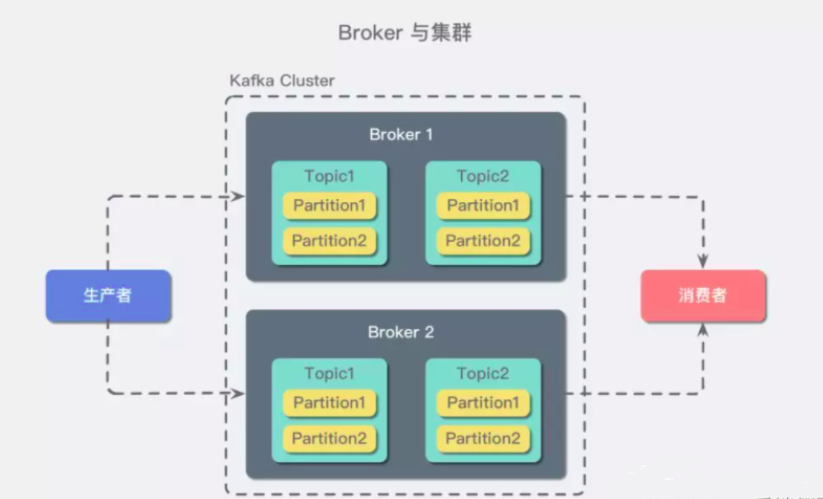 Broker 与集群
Kafka Cluster
Broker 1
Topic1
Partition1
Partition2
Topic2
Partition1
Partition2
生产者
消费者
Broker 2
Topic1
Partition1
Partition2
Topic2
Partition1
Partition2